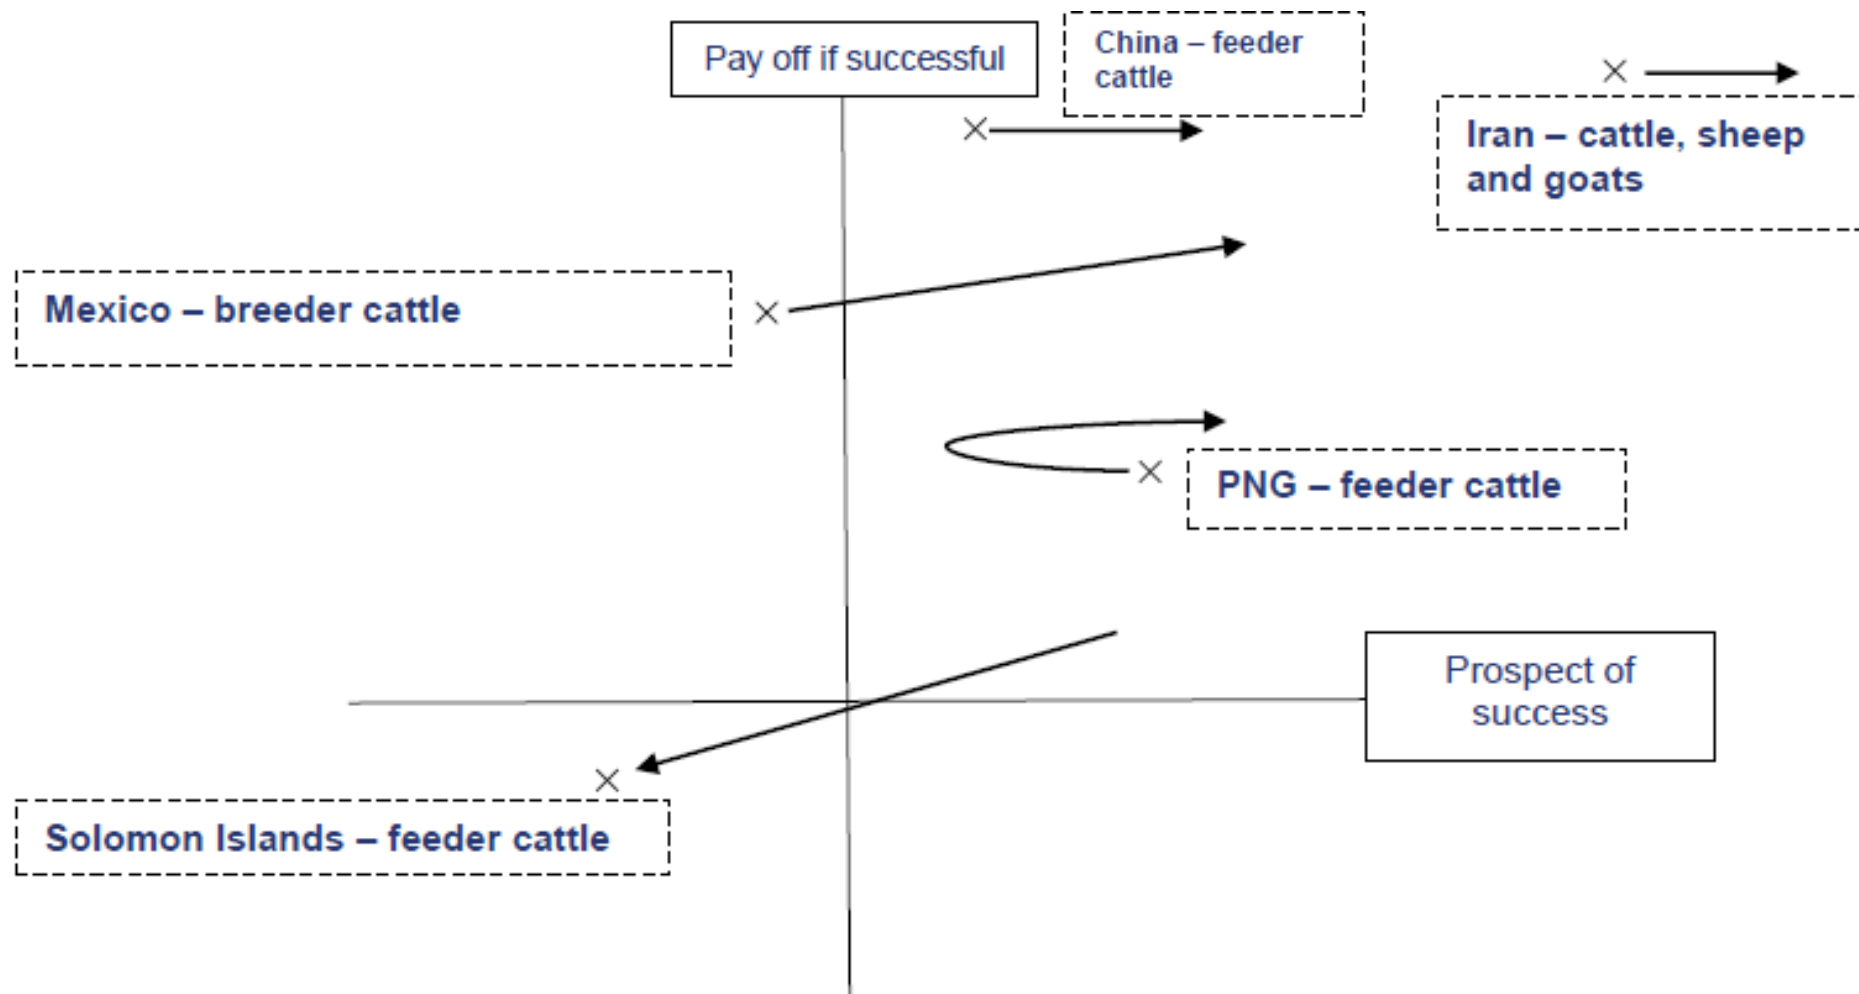 Pay off if successful
China – feeder
cattle
Iran – cattle, sheep
and goats
Mexico – breeder cattle
PNG – feeder cattle
Prospect of
success
Solomon Islands – feeder cattle